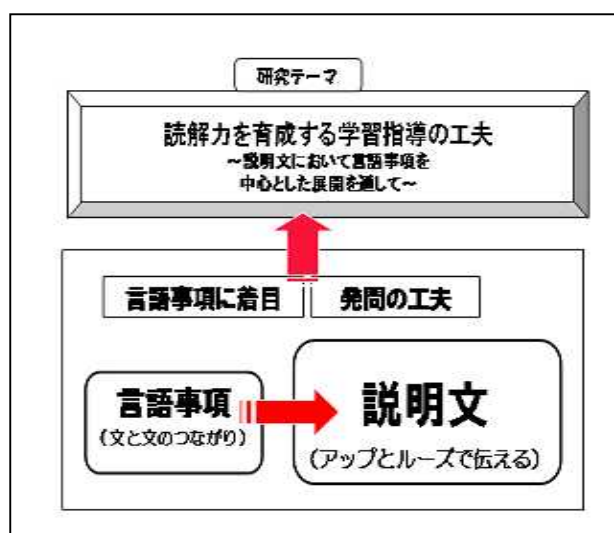 研究テーマ
読解力を育成する学習指導の工夫
～説明文において言語事項を
中心とした展開を通して～
言語事項に着目
発問の工夫
言語事項
(文と文のつながり)
説明文
(アップとルーズで伝える)